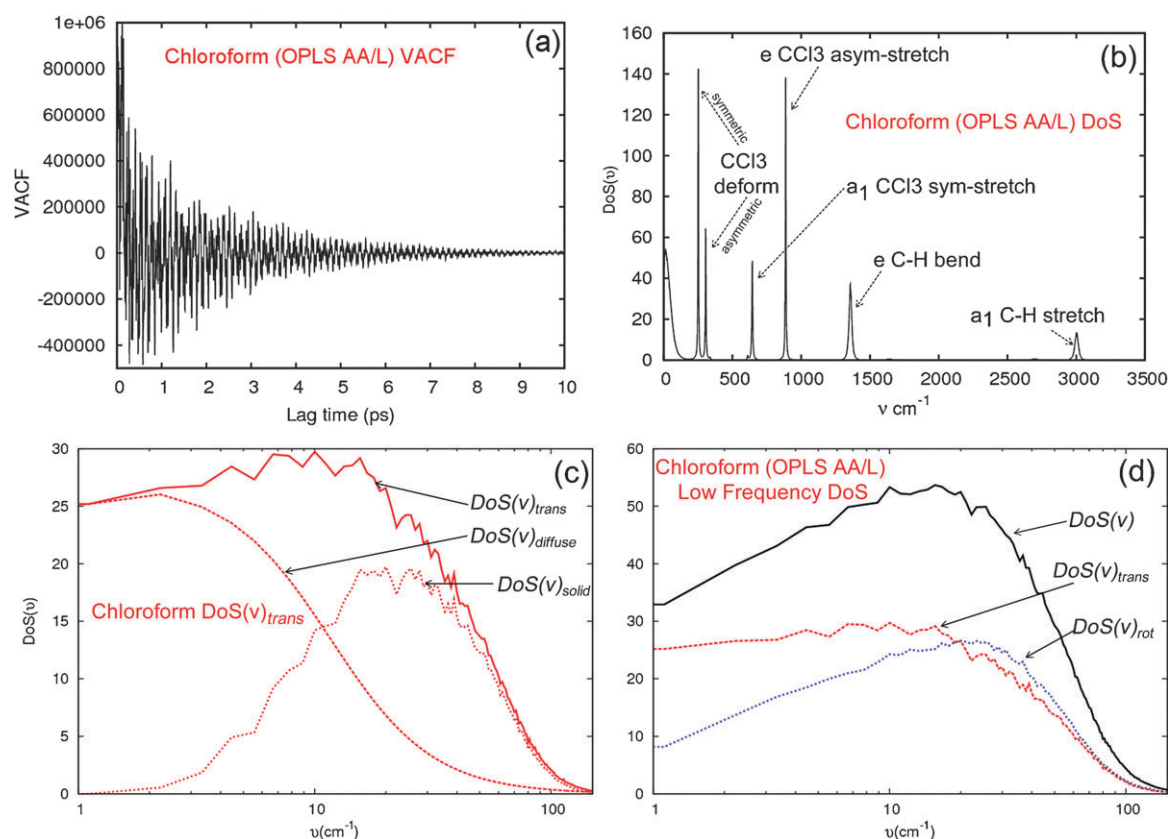 (a)
Chloroform (OPLS AA/L) VACF
1e+06
800000
600000
400000
200000
0
-200000
-400000
VACF
0 1 2 3 4 5 6 7 8 9 10
Lag time (ps)
(b)
e CCl3 asym-stretch
Chloroform (OPLS AA/L) DoS
symmetric
CCl3
deform
asymmetric
a1 CCl3 sym-stretch
e C-H bend
a1 C-H stretch
160
140
120
100
80
60
40
20
0
DoS(υ)
0 500 1000 1500 2000 2500 3000 3500
ν cm-1
(c)
DoS(v)trans
DoS(v)diffuse
DoS(v)solid
Chloroform DoS(v)trans
30
25
20
15
10
5
0
DoS(υ)
1 10 100
υ(cm-1)
(d)
Chloroform (OPLS AA/L)
Low Frequency DoS
DoS(v)
DoS(v)trans
DoS(v)rot
60
50
40
30
20
10
0
1 10 100
υ(cm-1)